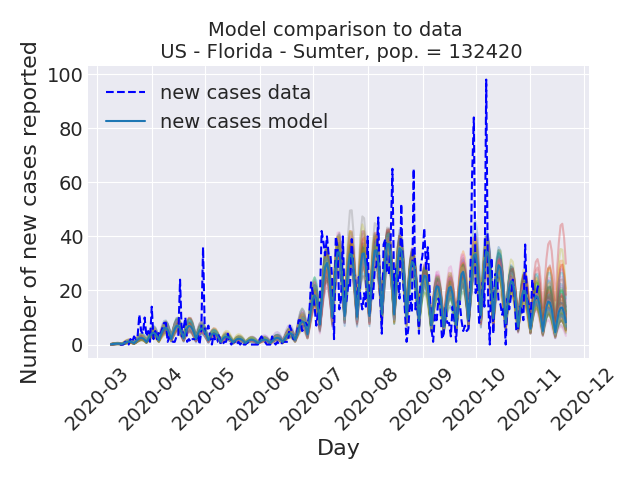 Model comparison to data
US - Florida - Sumter, pop. = 132420
Number of new cases reported
100
80
60
40
20
0
new cases data
new cases model
2020-03
2020-04
2020-05
2020-06
2020-07
2020-08
2020-09
2020-10
2020-11
2020-12
Day